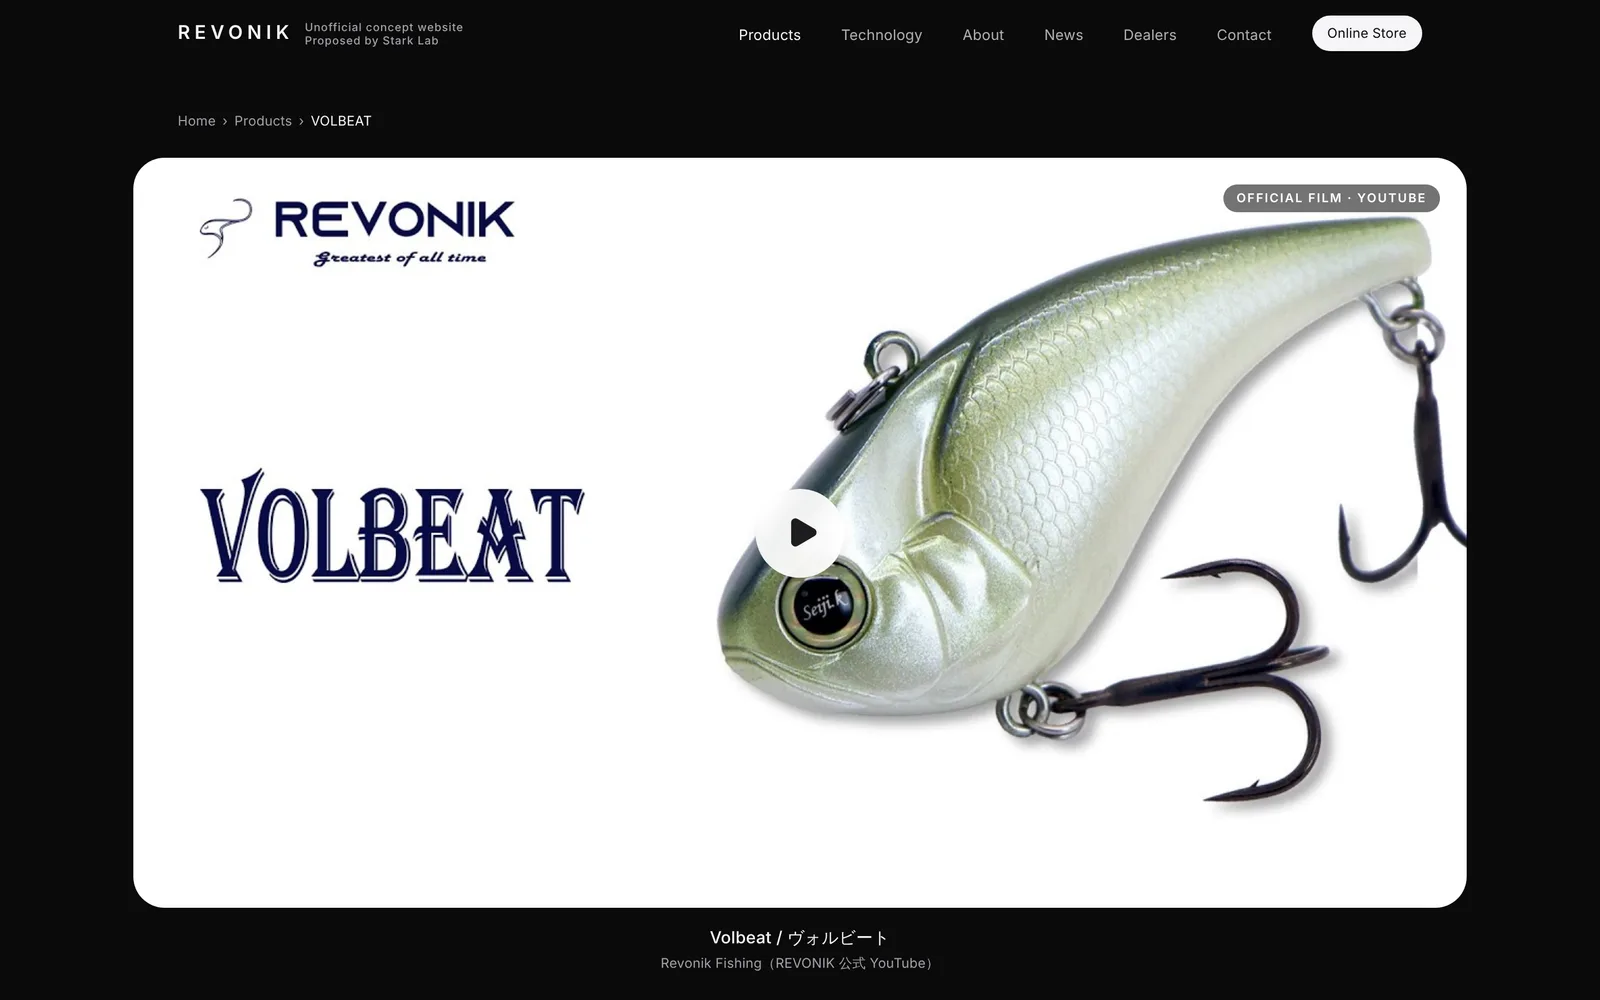 REVONIK
Unofficial concept website
Proposed by Stark Lab
Products
Technology
About
News
Dealers
Contact
Online Store
Home › Products › VOLBEAT
OFFICIAL FILM · YOUTUBE
REVONIK
Greatest of all time
VOLBEAT
Seiji.k
Volbeat / ヴォルビート
Revonik Fishing（REVONIK 公式 YouTube）